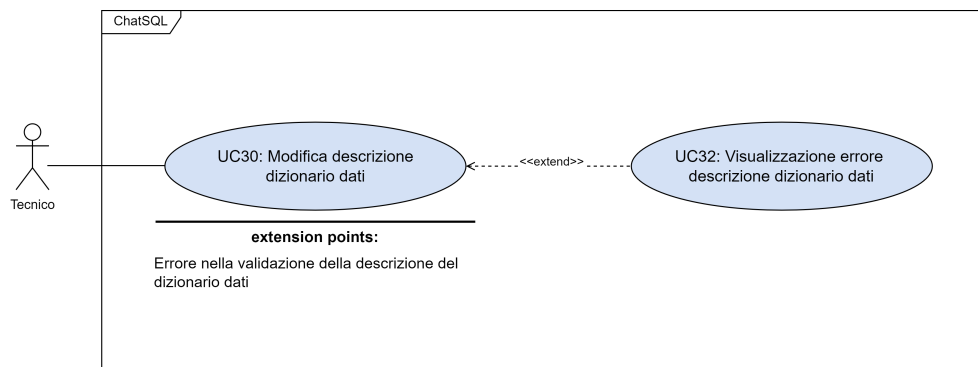 ChatSQL
UC30: Modifica descrizione
dizionario dati
<<extend>>
UC32: Visualizzazione errore
descrizione dizionario dati
Tecnico
extension points:
Errore nella validazione della descrizione del
dizionario dati